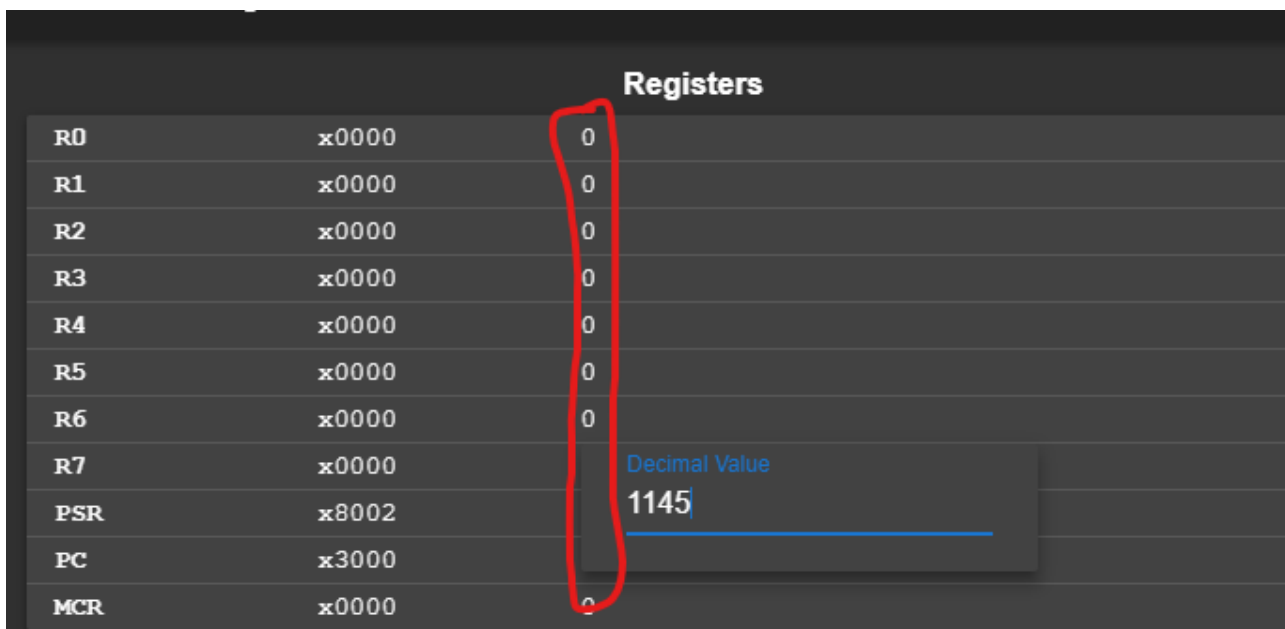 Registers
R0 x0000 0
R1 x0000 0
R2 x0000 0
R3 x0000 0
R4 x0000 0
R5 x0000 0
R6 x0000 0
R7 x0000
Decimal Value
PSR x8002 1145
PC x3000
MCR x0000 0